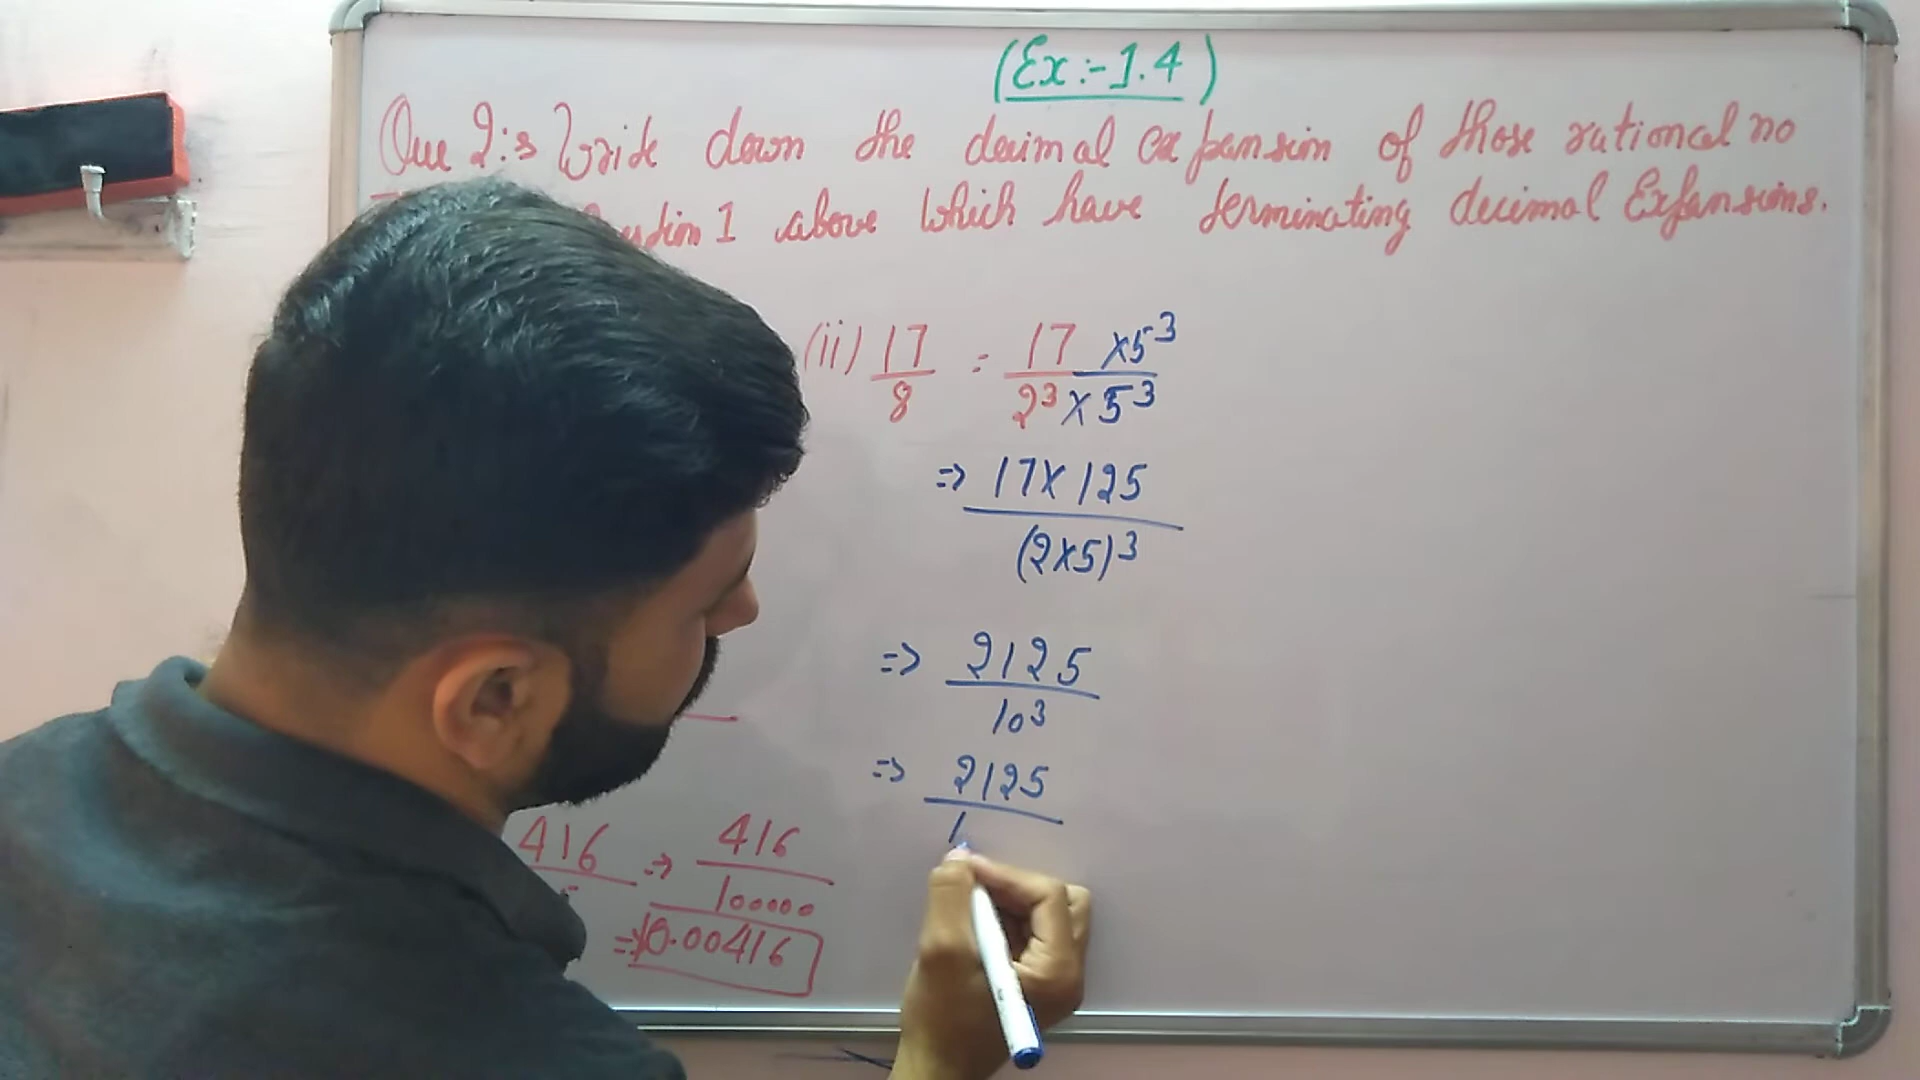 (Ex:-1.4)
Que 2:s Write down the decimal expansion of those rational no
Question 1 above which have terminating decimal Expansions.
(ii) 17/8 = 17 ×5³ / 2³ × 5³
=> 17×125 / (2×5)³
=> 2125 / 10³
=> 2125 / 1
416 => 416 / 100000
=> 0.00416